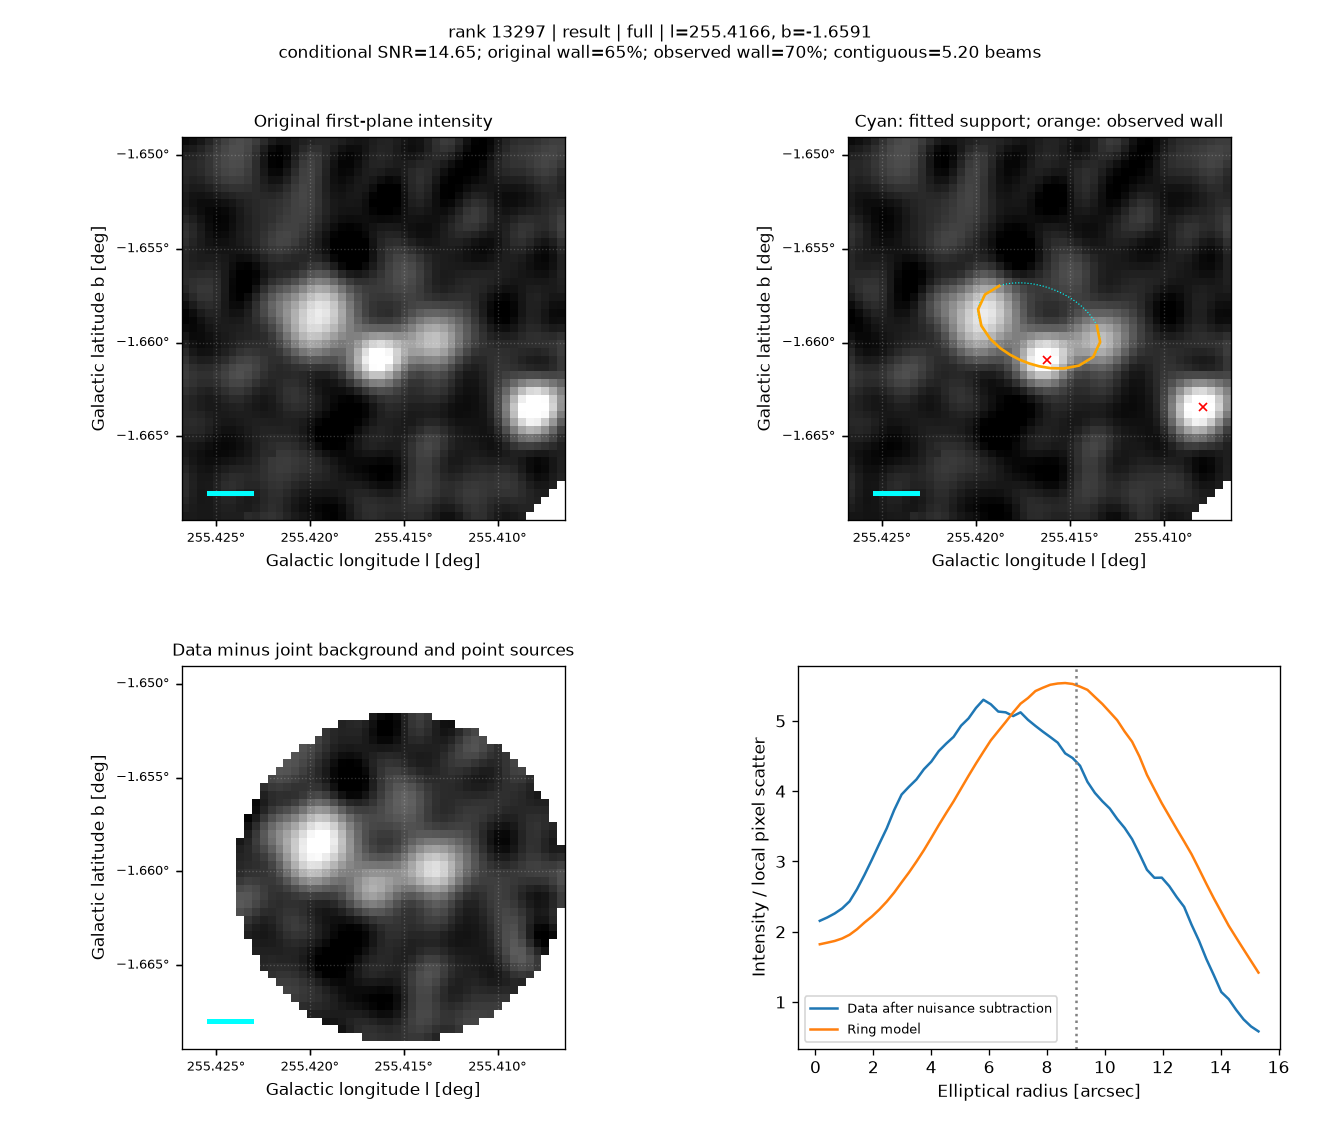 rank 13297 | result | full | l=255.4166, b=-1.6591
conditional SNR=14.65; original wall=65%; observed wall=70%; contiguous=5.20 beams
Original first-plane intensity
−1.650°
−1.655°
−1.660°
−1.665°
Galactic latitude b [deg]
255.425° 255.420° 255.415° 255.410°
Galactic longitude l [deg]
Cyan: fitted support; orange: observed wall
−1.650°
−1.655°
−1.660°
−1.665°
Galactic latitude b [deg]
255.425° 255.420° 255.415° 255.410°
Galactic longitude l [deg]
Data minus joint background and point sources
−1.650°
−1.655°
−1.660°
−1.665°
Galactic latitude b [deg]
255.425° 255.420° 255.415° 255.410°
Galactic longitude l [deg]
5
4
3
2
1
Intensity / local pixel scatter
Data after nuisance subtraction
Ring model
0 2 4 6 8 10 12 14 16
Elliptical radius [arcsec]